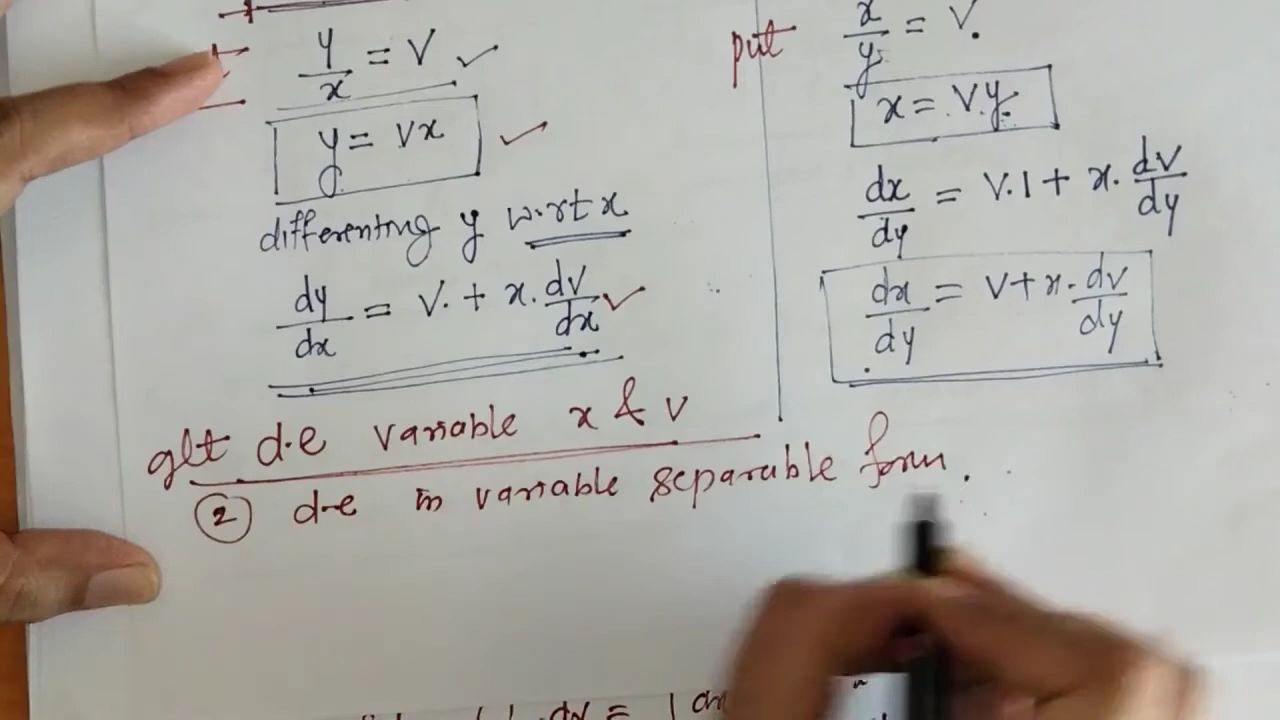 y/x = V ✓
y = Vx ✓
differenting y w.r.t x
dy/dx = V. + x. dV/dx ✓
put x/y = V.
x = V.y.
dx/dy = V.1 + x. dV/dy
dx/dy = V + x. dV/dy
get d.e variable x & v
② d-e in variable separable form.
dv =